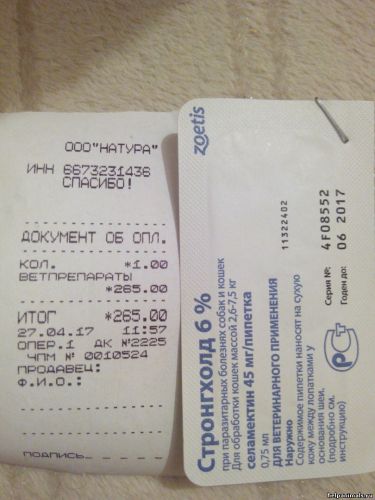 ООО"НАТУРА"
ИНН 6673231436
СПАСИБО!
ДОКУМЕНТ ОБ ОПЛ.
КОЛ. *1.00
ВЕТПРЕПАРАТЫ
*265.00
ИТОГ *265.00
27.04.17 11:57
ОПЕР.1 ДК №2225
ЧПМ № 0010524
ПРОДАВЕЦ:
Ф.И.О.:
ПОДПИСЬ
zoetis
Стронгхолд 6 %
При паразитарных болезнях собак и кошек
Для обработки кошек массой 2,6-7,5 кг
селамектин 45 мг/пипетка
0,75 мл
ДЛЯ ВЕТЕРИНАРНОГО ПРИМЕНЕНИЯ
Наружно
Содержимое пипетки наносят на сухую
кожу между лопатками у
основания шеи.
(подробно см.
инструкцию)
11322402
Серия №: 4F08552
Годен до: 06 2017
РСТ
helpanimals.ru